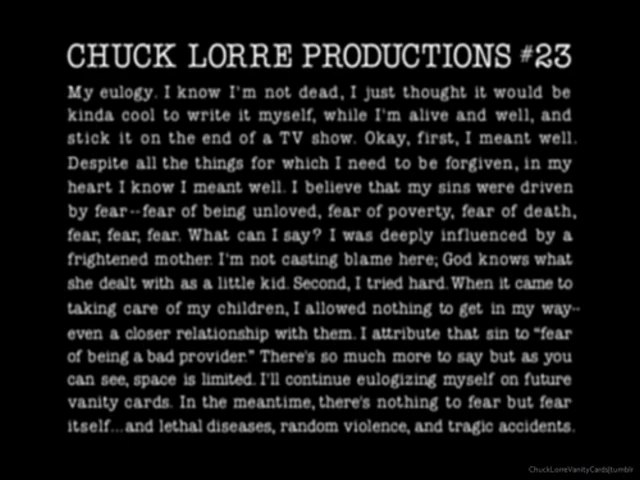 CHUCK LORRE PRODUCTIONS #23
My eulogy. I know I'm not dead, I just thought it would be
kinda cool to write it myself, while I'm alive and well, and
stick it on the end of a TV show. Okay, first, I meant well.
Despite all the things for which I need to be forgiven, in my
heart I know I meant well. I believe that my sins were driven
by fear--fear of being unloved, fear of poverty, fear of death,
fear, fear, fear. What can I say? I was deeply influenced by a
frightened mother. I'm not casting blame here; God knows what
she dealt with as a little kid. Second, I tried hard. When it came to
taking care of my children, I allowed nothing to get in my way--
even a closer relationship with them. I attribute that sin to "fear
of being a bad provider." There's so much more to say but as you
can see, space is limited. I'll continue eulogizing myself on future
vanity cards. In the meantime, there's nothing to fear but fear
itself...and lethal diseases, random violence, and tragic accidents.
ChuckLorreVanityCards|tumblr